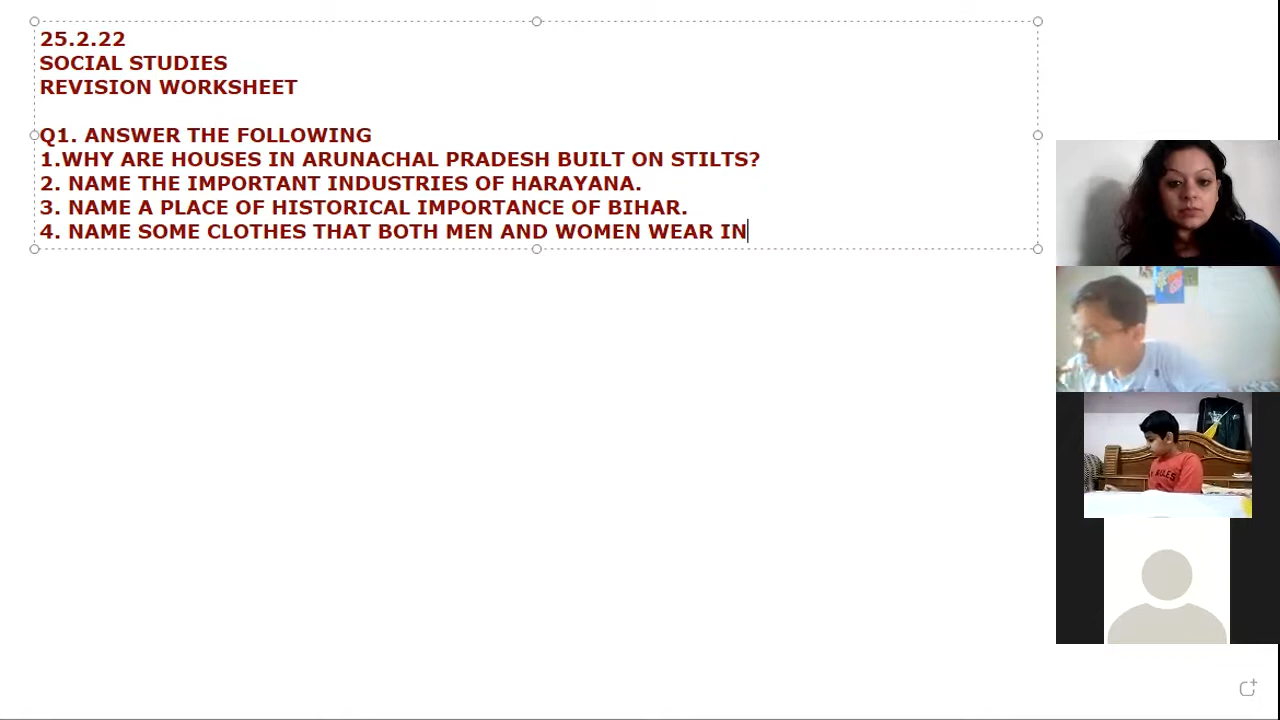 25.2.22
SOCIAL STUDIES
REVISION WORKSHEET
Q1. ANSWER THE FOLLOWING
1.WHY ARE HOUSES IN ARUNACHAL PRADESH BUILT ON STILTS?
2. NAME THE IMPORTANT INDUSTRIES OF HARAYANA.
3. NAME A PLACE OF HISTORICAL IMPORTANCE OF BIHAR.
4. NAME SOME CLOTHES THAT BOTH MEN AND WOMEN WEAR IN